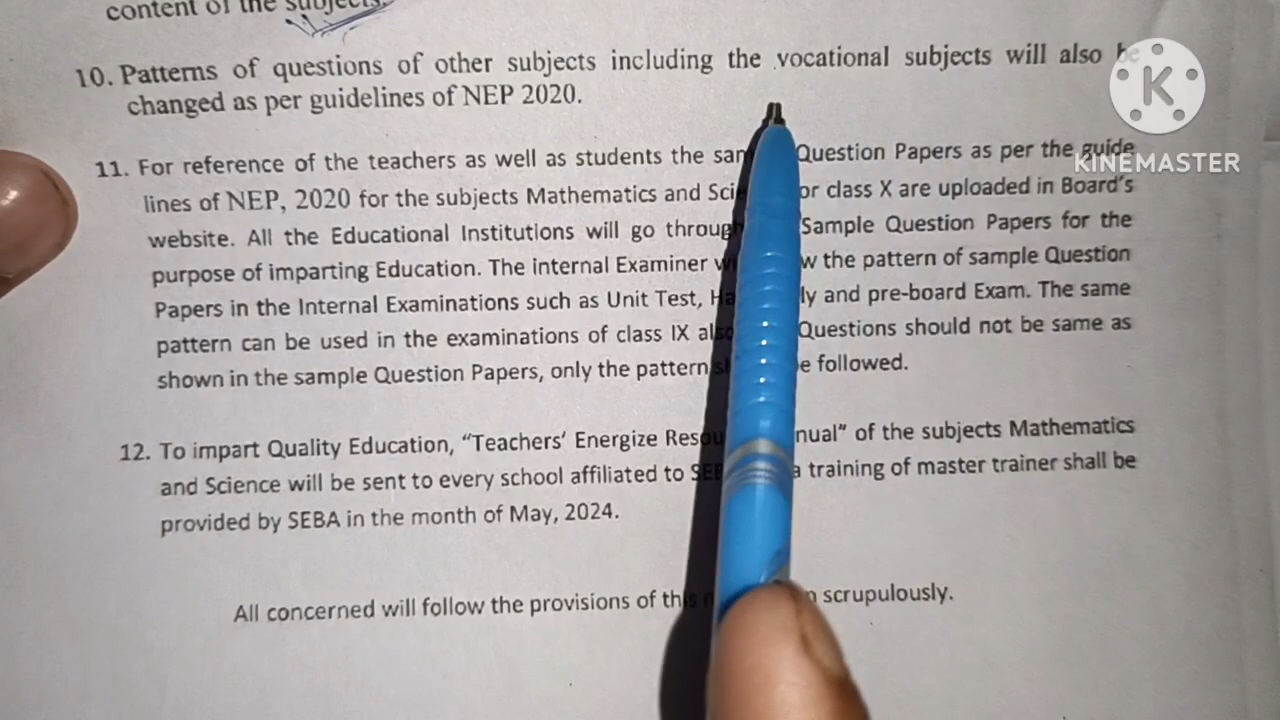 content of the subjects.
10. Patterns of questions of other subjects including the vocational subjects will also be
changed as per guidelines of NEP 2020.
11. For reference of the teachers as well as students the Question Papers as per the guide
lines of NEP, 2020 for the subjects Mathematics and class X are uploaded in Board's
website. All the Educational Institutions will go Sample Question Papers for the
purpose of imparting Education. The internal Examiner the pattern of sample Question
Papers in the Internal Examinations such as Unit Test, and pre-board Exam. The same
pattern can be used in the examinations of class IX Questions should not be same as
shown in the sample Question Papers, only the pattern followed.
12. To impart Quality Education, “Teachers’ Energize of the subjects Mathematics
and Science will be sent to every school affiliated to a training of master trainer shall be
provided by SEBA in the month of May, 2024.
All concerned will follow the provisions of this scrupulously.
K
KINEMASTER